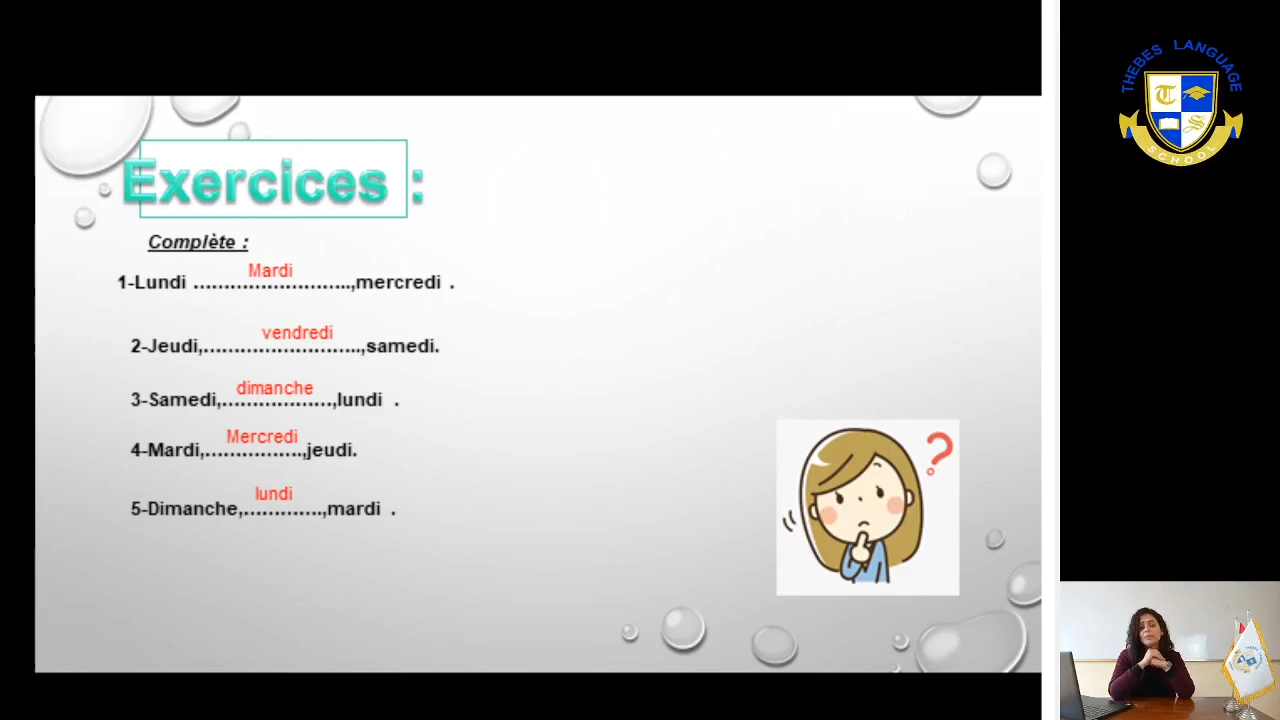 Exercices :
Complète :
Mardi
1-Lundi ……………………..,mercredi .
vendredi
2-Jeudi,……………………..,samedi.
dimanche
3-Samedi,………………,lundi .
Mercredi
4-Mardi,…………….,jeudi.
lundi
5-Dimanche,………….,mardi .
?
THEBES LANGUAGE
T
S
SCHOOL